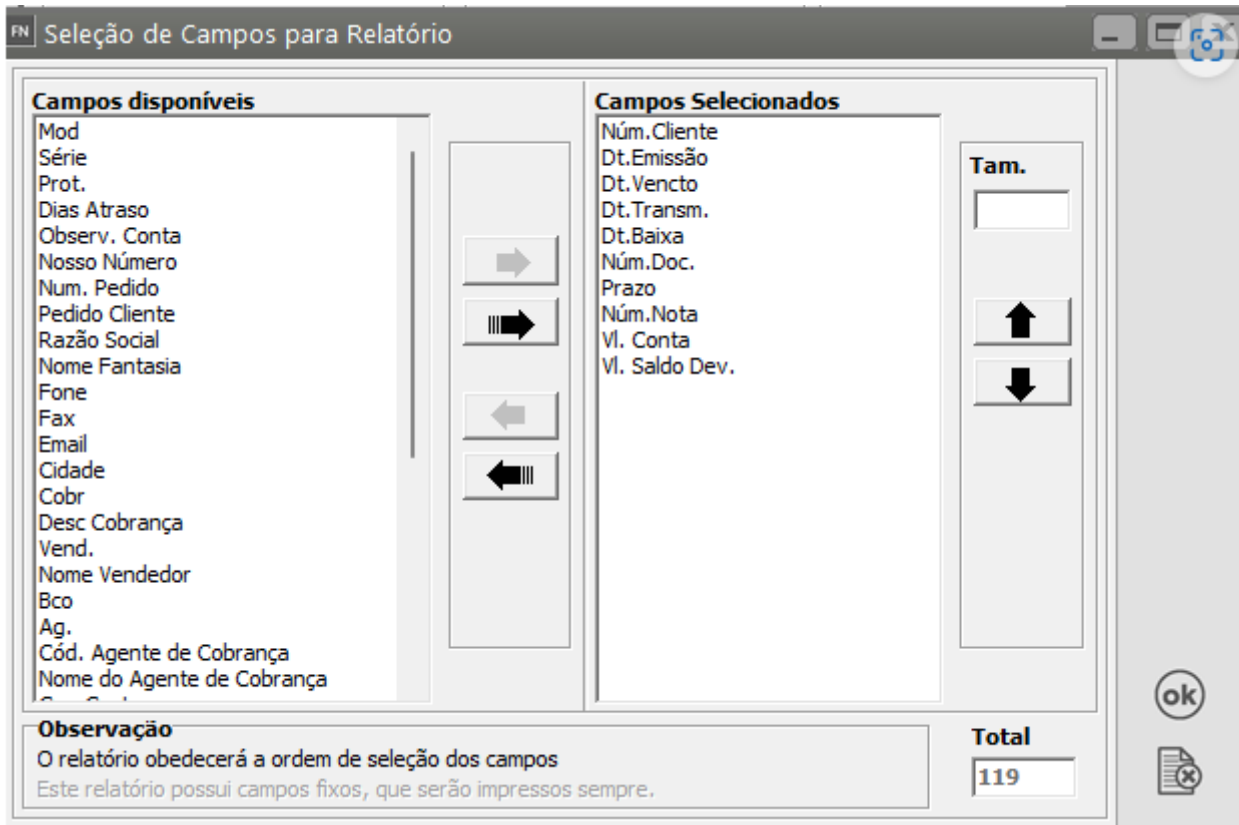 FN Seleção de Campos para Relatório
Campos disponíveis
Mod
Série
Prot.
Dias Atraso
Observ. Conta
Nosso Número
Num. Pedido
Pedido Cliente
Razão Social
Nome Fantasia
Fone
Fax
Email
Cidade
Cobr
Desc Cobrança
Vend.
Nome Vendedor
Bco
Ag.
Cód. Agente de Cobrança
Nome do Agente de Cobrança
Campos Selecionados
Núm.Cliente
Dt.Emissão
Dt.Vencto
Dt.Transm.
Dt.Baixa
Núm.Doc.
Prazo
Núm.Nota
Vl. Conta
Vl. Saldo Dev.
Tam.
ok
Observação
O relatório obedecerá a ordem de seleção dos campos
Este relatório possui campos fixos, que serão impressos sempre.
Total
119